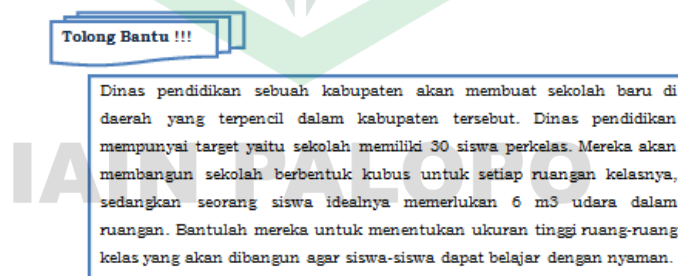 Tolong Bantu !!!
Dinas pendidikan sebuah kabupaten akan membuat sekolah baru di
daerah yang terpencil dalam kabupaten tersebut. Dinas pendidikan
mempunyai target yaitu sekolah memiliki 30 siswa perkelas. Mereka akan
membangun sekolah berbentuk kubus untuk setiap ruangan kelasnya,
sedangkan seorang siswa idealnya memerlukan 6 m3 udara dalam
ruangan. Bantulah mereka untuk menentukan ukuran tinggi ruang-ruang
kelas yang akan dibangun agar siswa-siswa dapat belajar dengan nyaman.
IAIN PALOPO